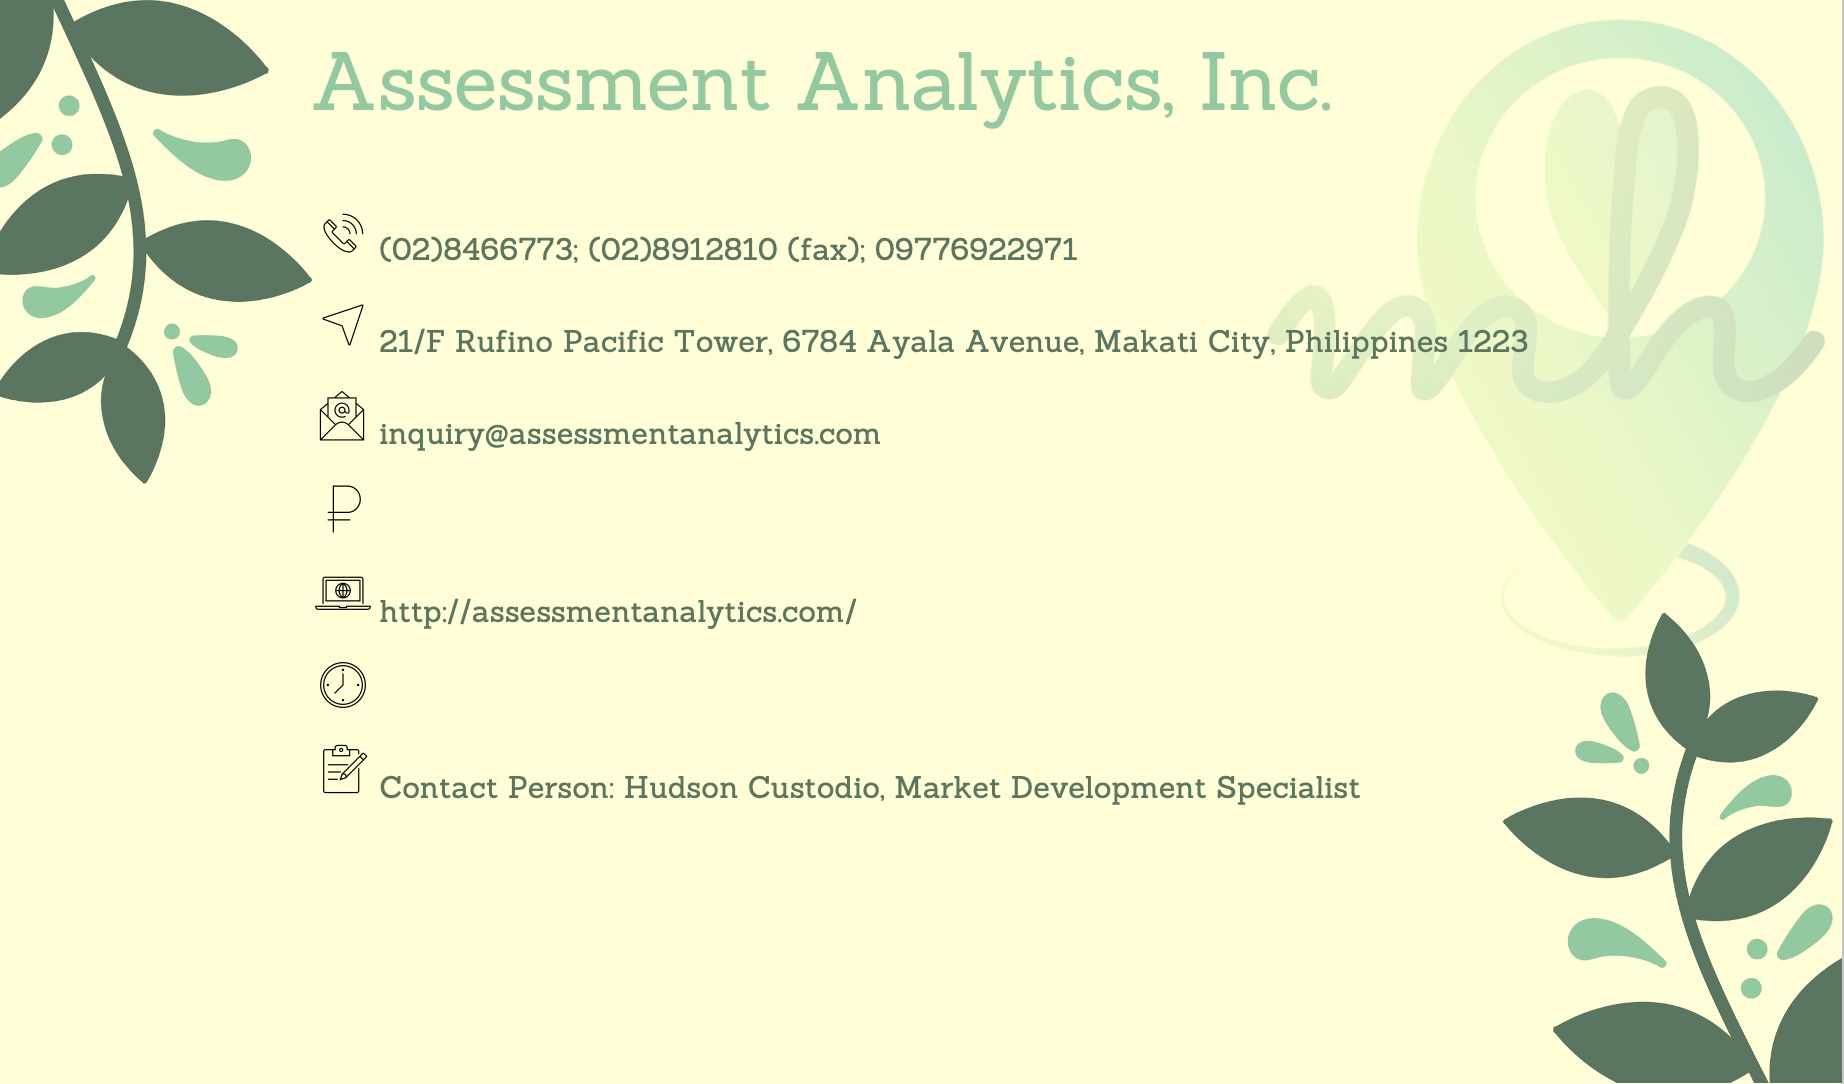 Assessment Analytics, Inc.
(02)8466773; (02)8912810 (fax); 09776922971
21/F Rufino Pacific Tower, 6784 Ayala Avenue, Makati City, Philippines 1223
inquiry@assessmentanalytics.com
http://assessmentanalytics.com/
Contact Person: Hudson Custodio, Market Development Specialist
mh